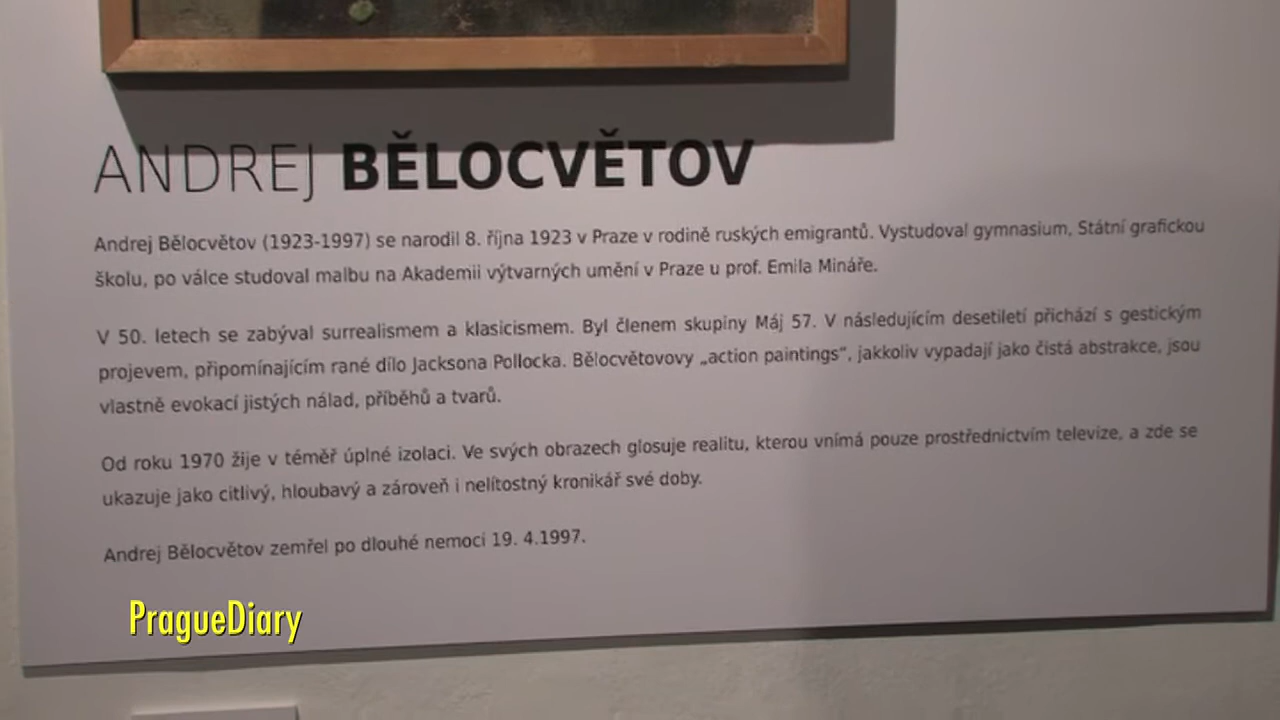 ANDREJ BĚLOCVĚTOV
Andrej Bělocvětov (1923-1997) se narodil 8. října 1923 v Praze v rodině ruských emigrantů. Vystudoval gymnasium, Státní grafickou
školu, po válce studoval malbu na Akademii výtvarných umění v Praze u prof. Emila Mináře.
V 50. letech se zabýval surrealismem a klasicismem. Byl členem skupiny Máj 57. V následujícím desetiletí přichází s gestickým
projevem, připomínajícím rané dílo Jacksona Pollocka. Bělocvětovovy „action paintings“, jakkoliv vypadají jako čistá abstrakce, jsou
vlastně evokací jistých nálad, příběhů a tvarů.
Od roku 1970 žije v téměř úplné izolaci. Ve svých obrazech glosuje realitu, kterou vnímá pouze prostřednictvím televize, a zde se
ukazuje jako citlivý, hloubavý a zároveň i nelítostný kronikář své doby.
Andrej Bělocvětov zemřel po dlouhé nemoci 19. 4.1997.
PragueDiary